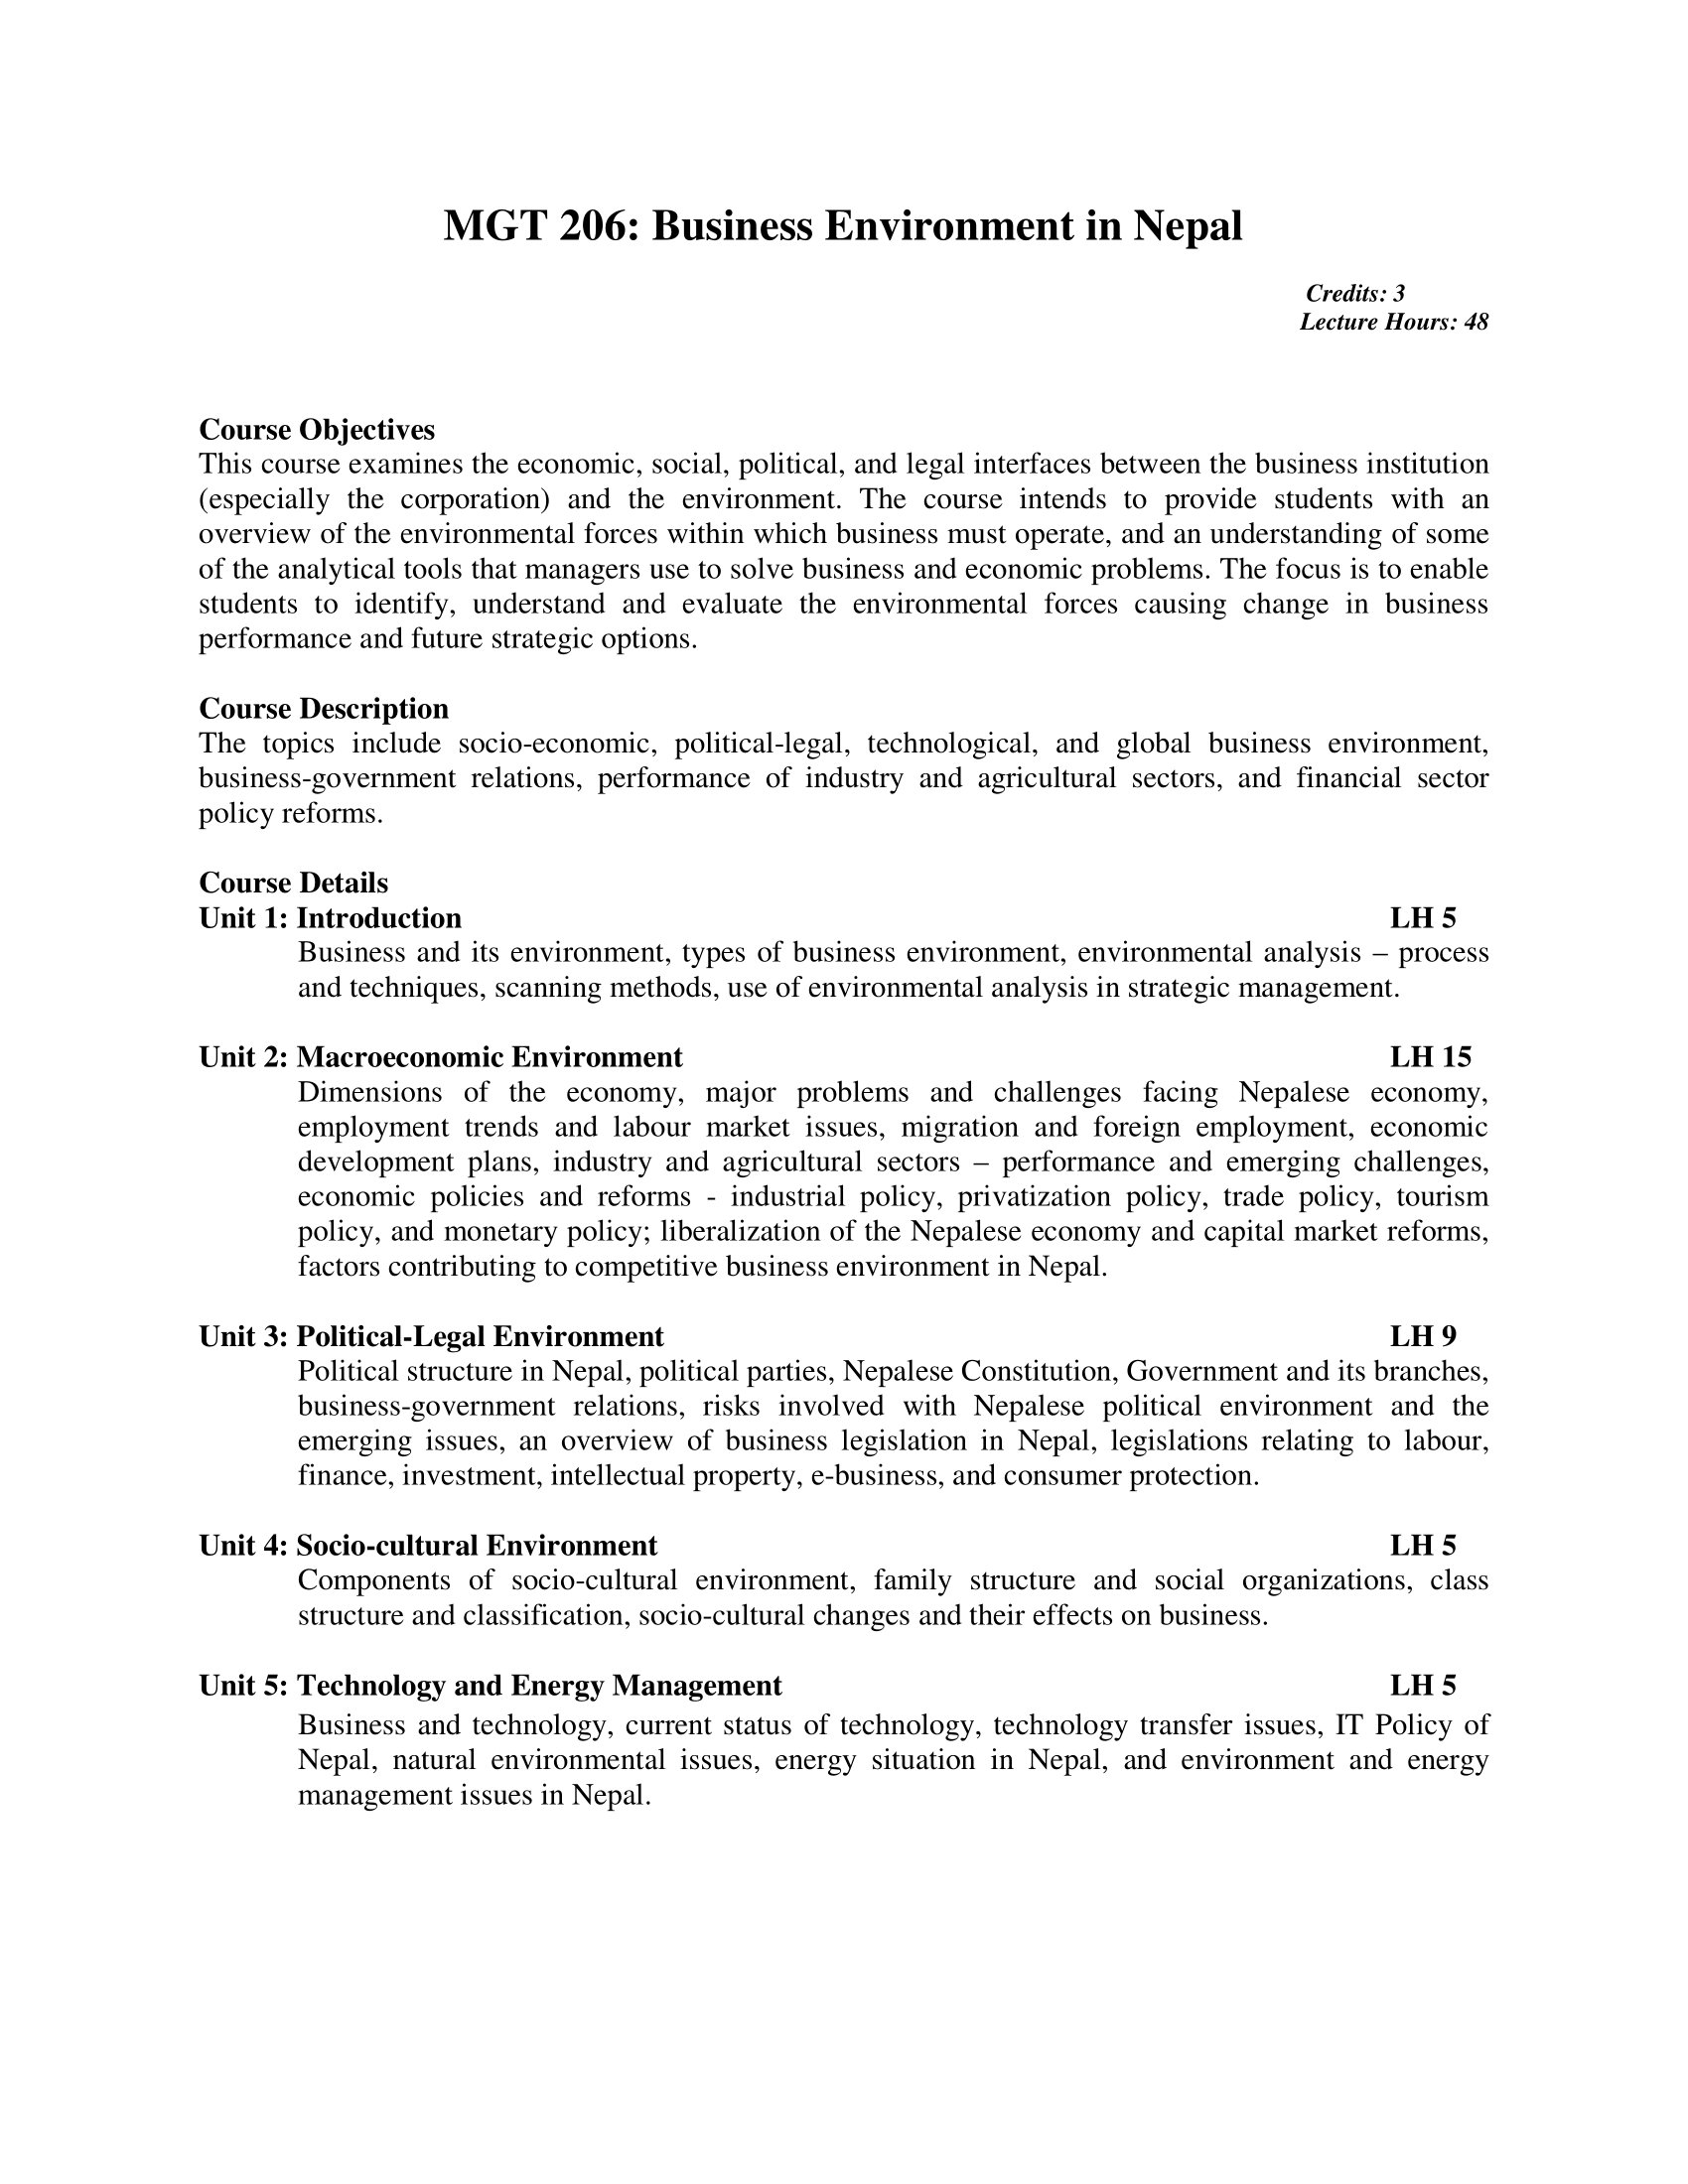 MGT 206: Business Environment in Nepal
Credits: 3
Lecture Hours: 48
Course Objectives
This course examines the economic, social, political, and legal interfaces between the business institution
(especially the corporation) and the environment. The course intends to provide students with an
overview of the environmental forces within which business must operate, and an understanding of some
of the analytical tools that managers use to solve business and economic problems. The focus is to enable
students to identify, understand and evaluate the environmental forces causing change in business
performance and future strategic options.
Course Description
The topics include socio-economic, political-legal, technological, and global business environment,
business-government relations, performance of industry and agricultural sectors, and financial sector
policy reforms.
Course Details
Unit 1: Introduction LH 5
Business and its environment, types of business environment, environmental analysis – process
and techniques, scanning methods, use of environmental analysis in strategic management.
Unit 2: Macroeconomic Environment LH 15
Dimensions of the economy, major problems and challenges facing Nepalese economy,
employment trends and labour market issues, migration and foreign employment, economic
development plans, industry and agricultural sectors – performance and emerging challenges,
economic policies and reforms - industrial policy, privatization policy, trade policy, tourism
policy, and monetary policy; liberalization of the Nepalese economy and capital market reforms,
factors contributing to competitive business environment in Nepal.
Unit 3: Political-Legal Environment LH 9
Political structure in Nepal, political parties, Nepalese Constitution, Government and its branches,
business-government relations, risks involved with Nepalese political environment and the
emerging issues, an overview of business legislation in Nepal, legislations relating to labour,
finance, investment, intellectual property, e-business, and consumer protection.
Unit 4: Socio-cultural Environment LH 5
Components of socio-cultural environment, family structure and social organizations, class
structure and classification, socio-cultural changes and their effects on business.
Unit 5: Technology and Energy Management LH 5
Business and technology, current status of technology, technology transfer issues, IT Policy of
Nepal, natural environmental issues, energy situation in Nepal, and environment and energy
management issues in Nepal.